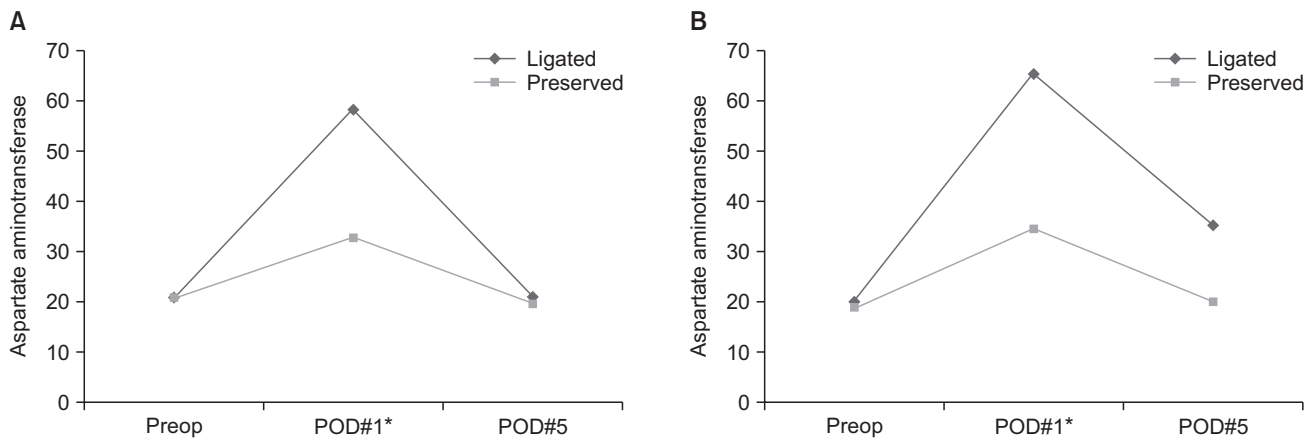 A
Aspartate aminotransferase
70
60
50
40
30
20
10
0
Ligated
Preserved
Preop
POD#1*
POD#5
B
Aspartate aminotransferase
70
60
50
40
30
20
10
0
Ligated
Preserved
Preop
POD#1*
POD#5